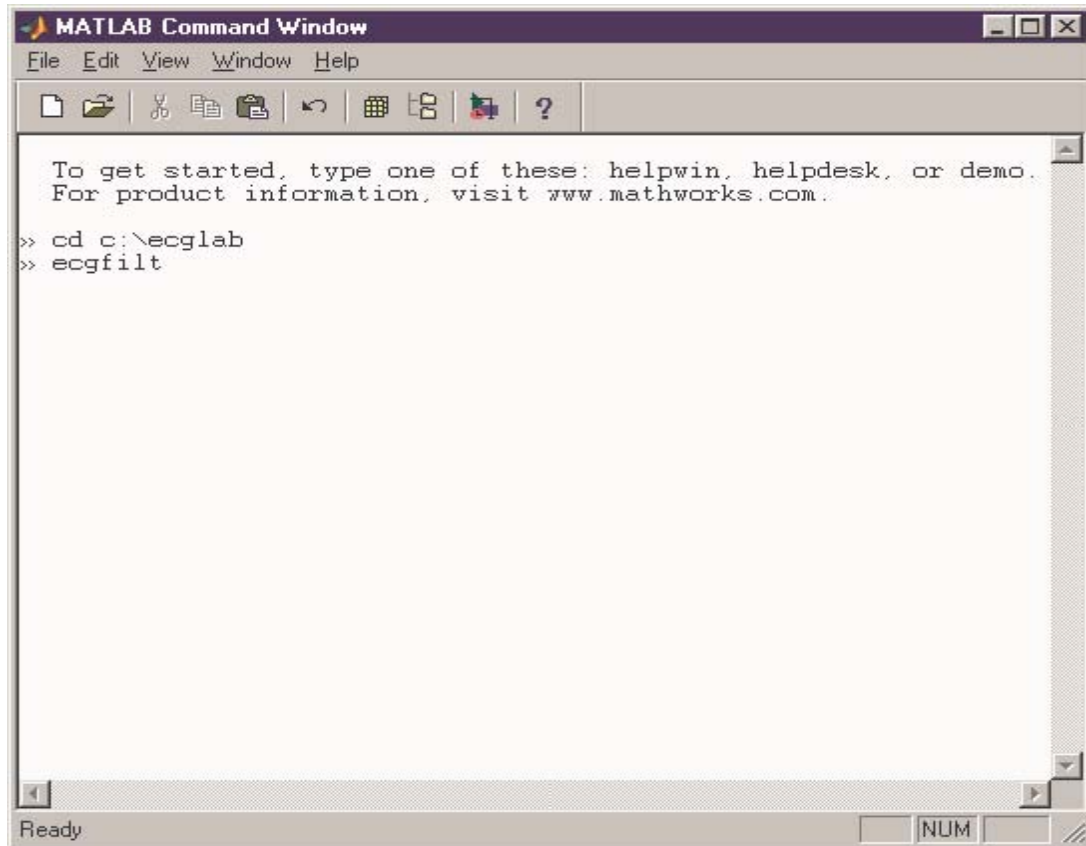 MATLAB Command Window
File Edit View Window Help
?
To get started, type one of these: helpwin, helpdesk, or demo.
For product information, visit www.mathworks.com.
» cd c:\ecglab
» ecgfilt
Ready
NUM